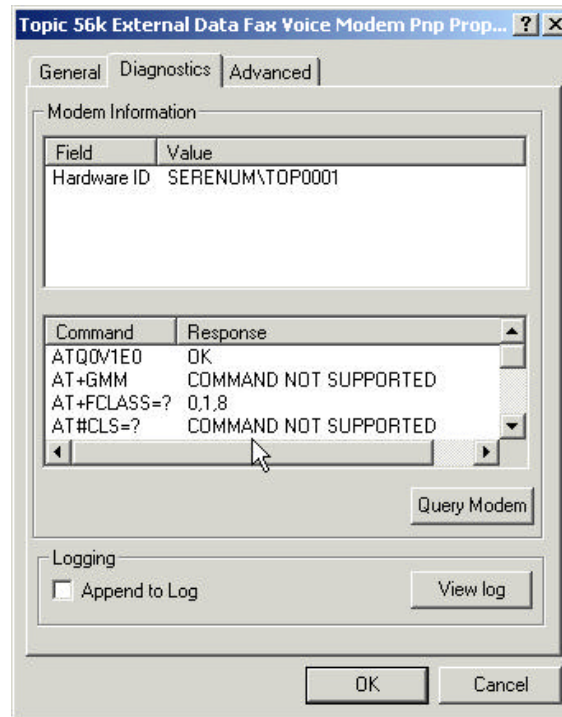 Topic 56k External Data Fax Voice Modem Pnp Prop... ? X
General Diagnostics Advanced
Modem Information
Field Value
Hardware ID SERENUM\TOP0001
Command Response
ATQ0V1E0 OK
AT+GMM COMMAND NOT SUPPORTED
AT+FCLASS=? 0,1,8
AT#CLS=? COMMAND NOT SUPPORTED
Query Modem
Logging
Append to Log View log
OK Cancel